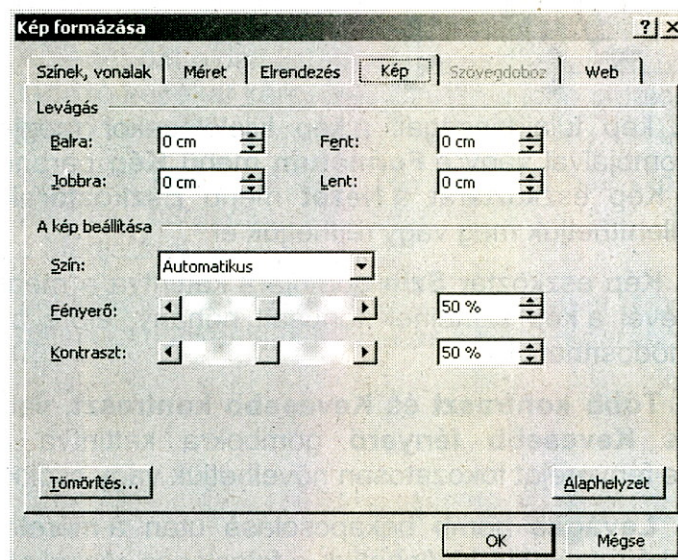 Kép formázása ? ×
Színek, vonalak Méret Elrendezés Kép Szövegdoboz Web
Levágás
Balra: 0 cm Fent: 0 cm
Jobbra: 0 cm Lent: 0 cm
A kép beállítása
Szín: Automatikus
Fényerő: 50 %
Kontraszt: 50 %
Tömörítés... Alaphelyzet
OK Mégse